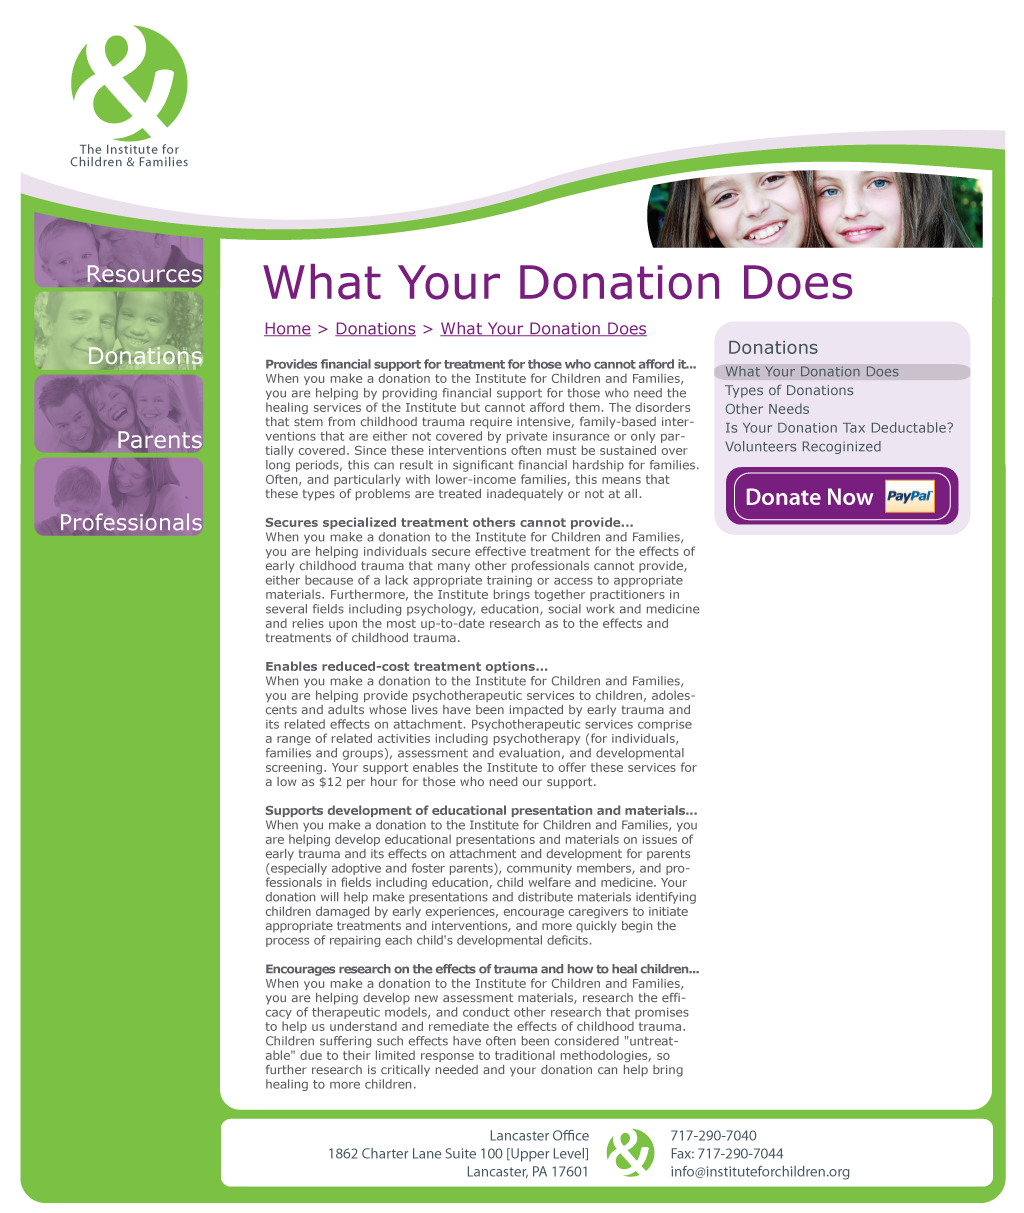 The Institute for
Children & Families
Resources
Donations
Parents
Professionals
What Your Donation Does
Home > Donations > What Your Donation Does
Provides financial support for treatment for those who cannot afford it...
When you make a donation to the Institute for Children and Families,
you are helping by providing financial support for those who need the
healing services of the Institute but cannot afford them. The disorders
that stem from childhood trauma require intensive, family-based inter-
ventions that are either not covered by private insurance or only par-
tially covered. Since these interventions often must be sustained over
long periods, this can result in significant financial hardship for families.
Often, and particularly with lower-income families, this means that
these types of problems are treated inadequately or not at all.
Secures specialized treatment others cannot provide...
When you make a donation to the Institute for Children and Families,
you are helping individuals secure effective treatment for the effects of
early childhood trauma that many other professionals cannot provide,
either because of a lack appropriate training or access to appropriate
materials. Furthermore, the Institute brings together practitioners in
several fields including psychology, education, social work and medicine
and relies upon the most up-to-date research as to the effects and
treatments of childhood trauma.
Enables reduced-cost treatment options...
When you make a donation to the Institute for Children and Families,
you are helping provide psychotherapeutic services to children, adoles-
cents and adults whose lives have been impacted by early trauma and
its related effects on attachment. Psychotherapeutic services comprise
a range of related activities including psychotherapy (for individuals,
families and groups), assessment and evaluation, and developmental
screening. Your support enables the Institute to offer these services for
a low as $12 per hour for those who need our support.
Supports development of educational presentation and materials...
When you make a donation to the Institute for Children and Families, you
are helping develop educational presentations and materials on issues of
early trauma and its effects on attachment and development for parents
(especially adoptive and foster parents), community members, and pro-
fessionals in fields including education, child welfare and medicine. Your
donation will help make presentations and distribute materials identifying
children damaged by early experiences, encourage caregivers to initiate
appropriate treatments and interventions, and more quickly begin the
process of repairing each child's developmental deficits.
Encourages research on the effects of trauma and how to heal children...
When you make a donation to the Institute for Children and Families,
you are helping develop new assessment materials, research the effi-
cacy of therapeutic models, and conduct other research that promises
to help us understand and remediate the effects of childhood trauma.
Children suffering such effects have often been considered "untreat-
able" due to their limited response to traditional methodologies, so
further research is critically needed and your donation can help bring
healing to more children.
Donations
What Your Donation Does
Types of Donations
Other Needs
Is Your Donation Tax Deductable?
Volunteers Recoginized
Donate Now PayPal
Lancaster Office
1862 Charter Lane Suite 100 [Upper Level]
Lancaster, PA 17601
717-290-7040
Fax: 717-290-7044
info@instituteforchildren.org